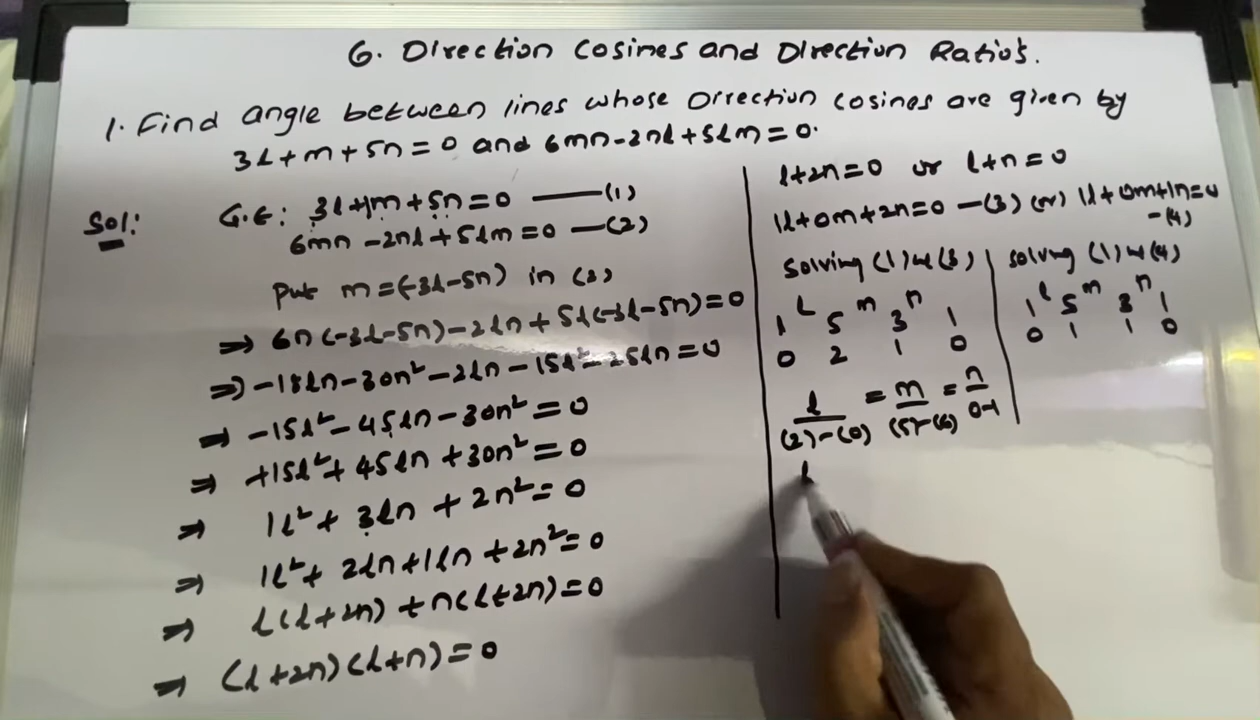 6. Direction Cosines and Direction Ratio's.
1. Find angle between lines whose Direction cosines are given by
3l+m+5n=0 and 6mn-2nl+5lm=0.
Sol:
G.E: 3l+1m+5n=0 —(1)
6mn-2nl+5lm=0 —(2)
Put m=(-3l-5n) in (2)
⇒ 6n(-3l-5n)-2ln+5l(-3l-5n)=0
⇒ -18ln-30n²-2ln-15l²-25ln=0
⇒ -15l²-45ln-30n²=0
⇒ +15l²+45ln+30n²=0
⇒ 1l²+3ln+2n²=0
⇒ 1l²+2ln+1ln+2n²=0
⇒ l(l+2n)+n(l+2n)=0
⇒ (l+2n)(l+n)=0
l+2n=0 or l+n=0
1l+0m+2n=0 —(3) (or) 1l+0m+1n=0 —(4)
Solving (1) & (3)
l m n
1 5 3 1
0 2 1 0
l/(2)-(0) = m/(5)-(6) = n/0-1
l
Solving (1) & (4)
l m n
1 5 3 1
0 1 1 0